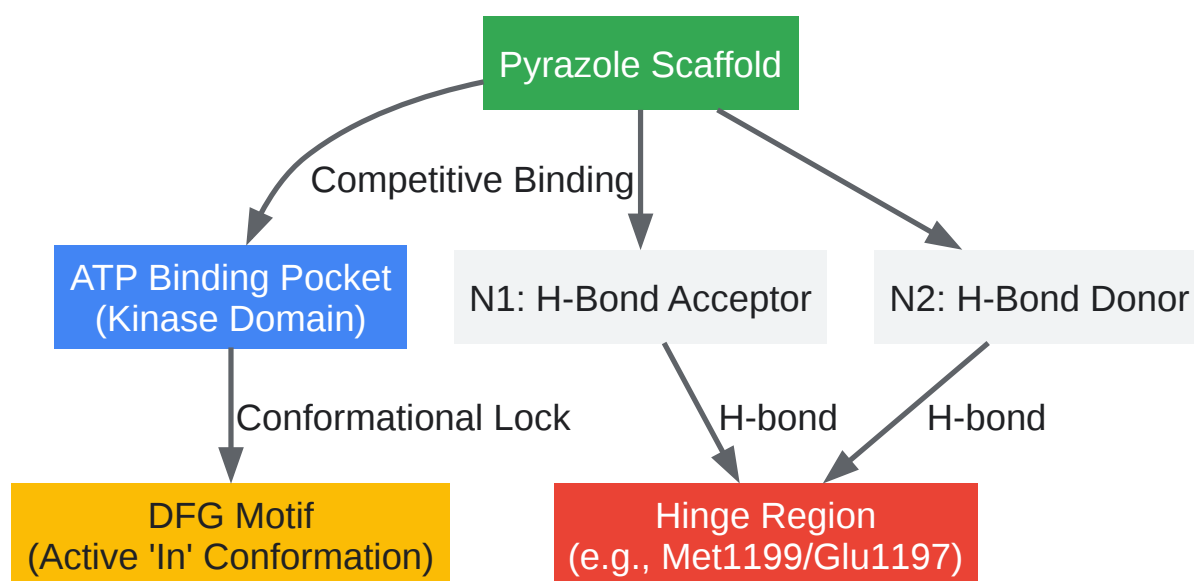 Pyrazole Scaffold
Competitive Binding
ATP Binding Pocket
(Kinase Domain)
N1: H-Bond Acceptor
N2: H-Bond Donor
Conformational Lock
H-bond
H-bond
DFG Motif
(Active 'In' Conformation)
Hinge Region
(e.g., Met1199/Glu1197)